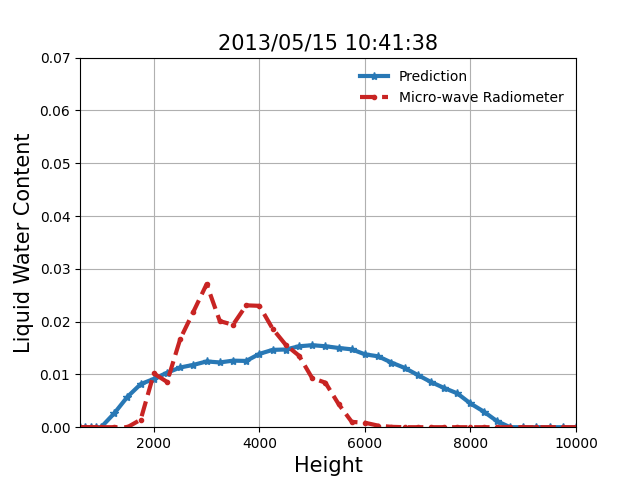 2013/05/15 10:41:38
Prediction
Micro-wave Radiometer
Liquid Water Content
0.07
0.06
0.05
0.04
0.03
0.02
0.01
0.00
2000 4000 6000 8000 10000
Height